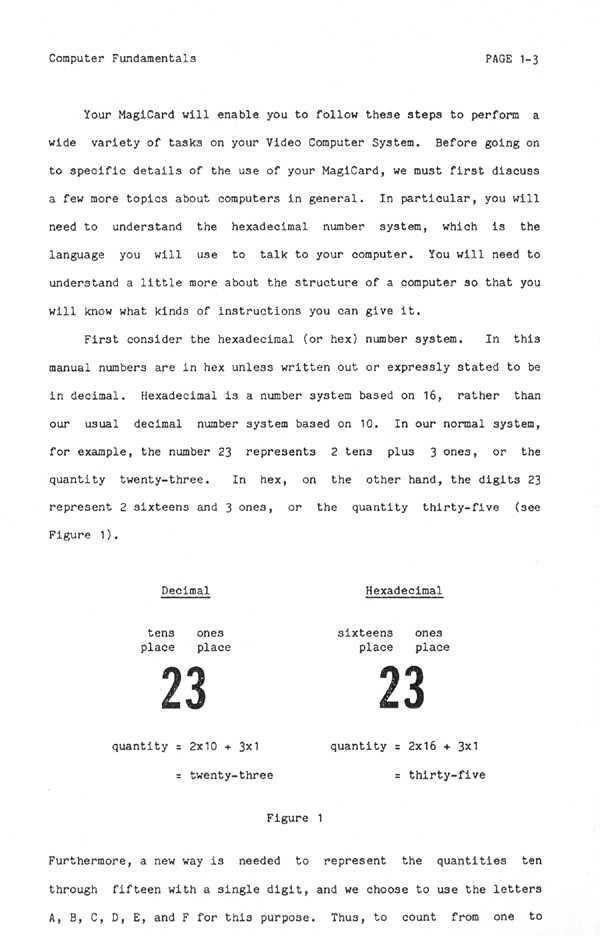 Computer Fundamentals PAGE 1-3
Your MagiCard will enable you to follow these steps to perform a
wide variety of tasks on your Video Computer System. Before going on
to specific details of the use of your MagiCard, we must first discuss
a few more topics about computers in general. In particular, you will
need to understand the hexadecimal number system, which is the
language you will use to talk to your computer. You will need to
understand a little more about the structure of a computer so that you
will know what kinds of instructions you can give it.
First consider the hexadecimal (or hex) number system. In this
manual numbers are in hex unless written out or expressly stated to be
in decimal. Hexadecimal is a number system based on 16, rather than
our usual decimal number system based on 10. In our normal system,
for example, the number 23 represents 2 tens plus 3 ones, or the
quantity twenty-three. In hex, on the other hand, the digits 23
represent 2 sixteens and 3 ones, or the quantity thirty-five (see
Figure 1).
Decimal Hexadecimal
tens ones sixteens ones
place place place place
23 23
quantity = 2x10 + 3x1 quantity = 2x16 + 3x1
= twenty-three = thirty-five
Figure 1
Furthermore, a new way is needed to represent the quantities ten
through fifteen with a single digit, and we choose to use the letters
A, B, C, D, E, and F for this purpose. Thus, to count from one to